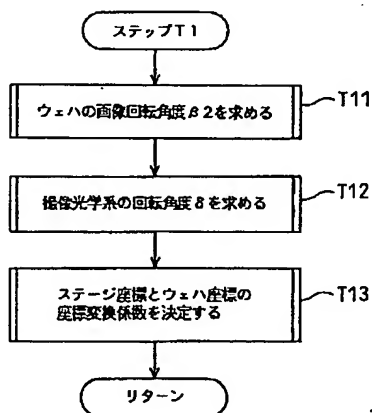 ステップT1
ウェハの画像回転角度β2を求める
T11
撮像光学系の回転角度δを求める
T12
ステージ座標とウェハ座標の
座標変換係数を決定する
T13
リターン